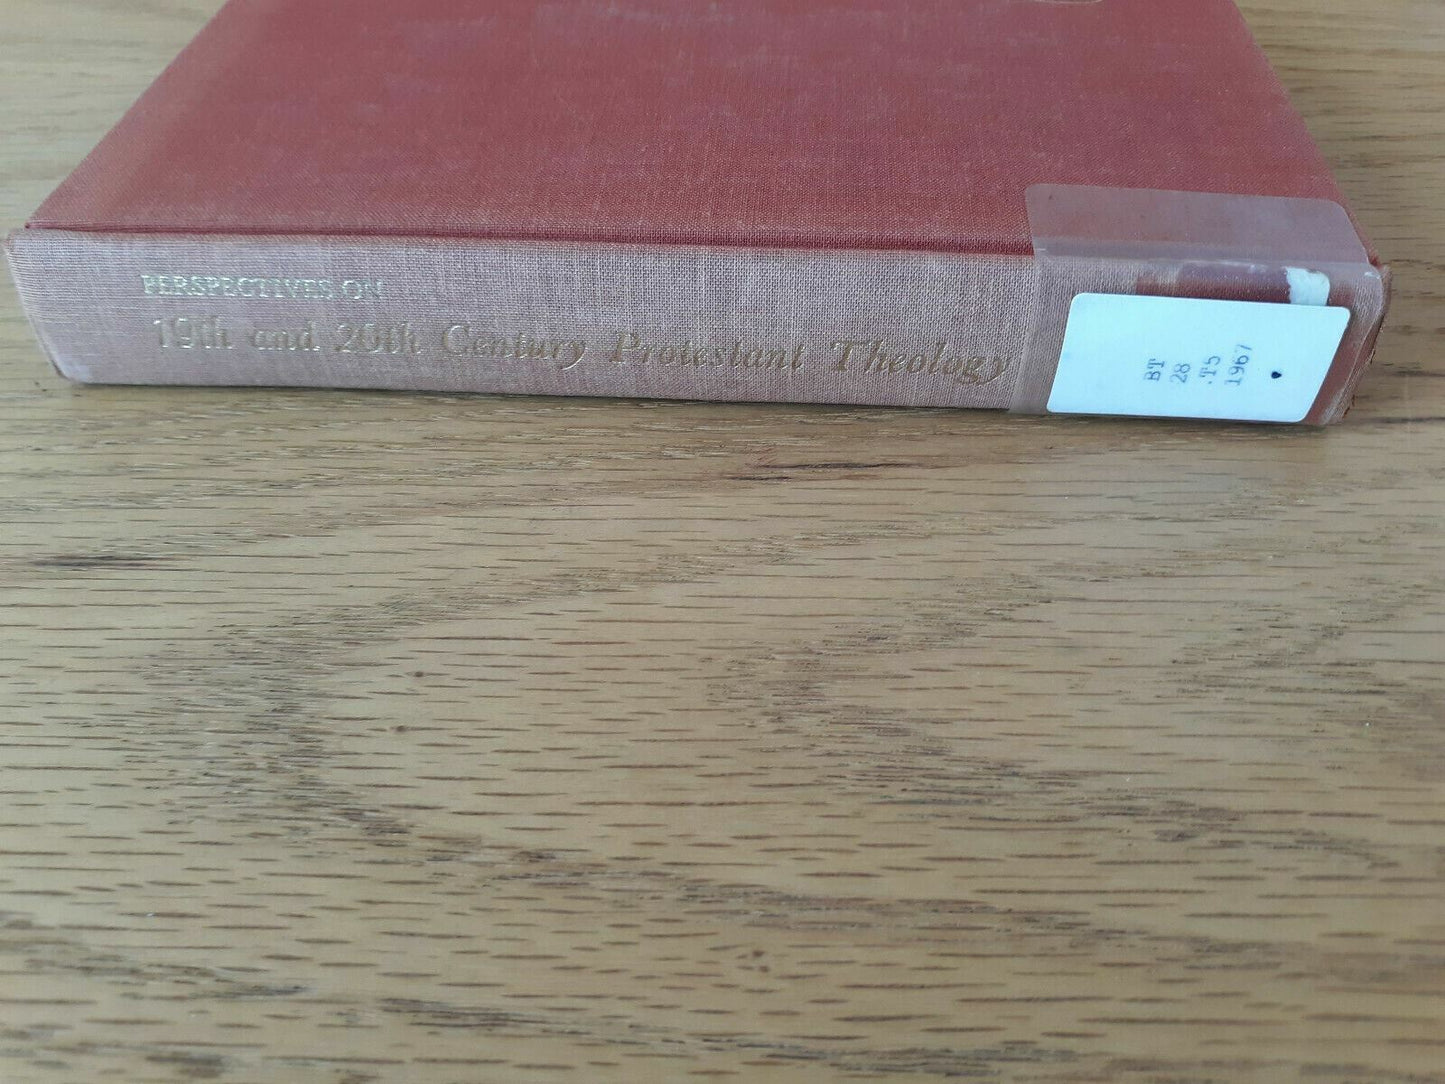 PERSPECTIVES ON
19th and 20th Century Protestant Theology
BT
28
.T5
1967